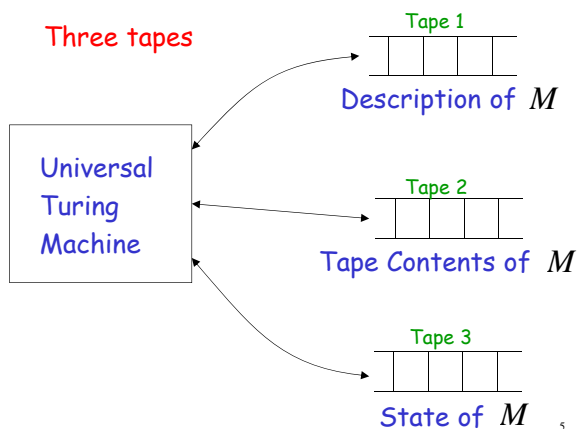 Three tapes
Tape 1
Description of M
Universal
Turing
Machine
Tape 2
Tape Contents of M
Tape 3
State of M
5